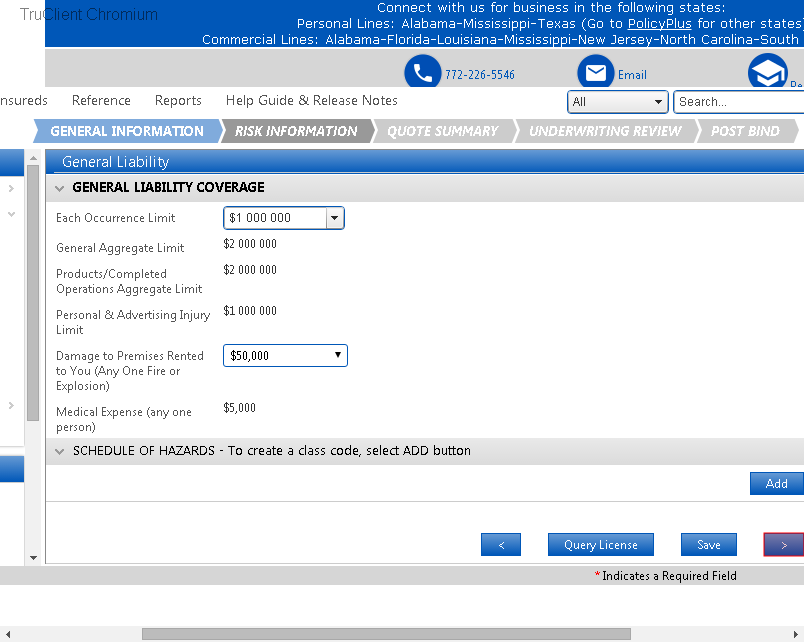 TruClient Chromium
Connect with us for business in the following states:
Personal Lines: Alabama-Mississippi-Texas (Go to PolicyPlus for other states
Commercial Lines: Alabama-Florida-Louisiana-Mississippi-New Jersey-North Carolina-South
772-226-5546
Email
nsureds Reference Reports Help Guide & Release Notes
All Search...
GENERAL INFORMATION RISK INFORMATION QUOTE SUMMARY UNDERWRITING REVIEW POST BIND
General Liability
GENERAL LIABILITY COVERAGE
Each Occurrence Limit $1 000 000
General Aggregate Limit $2 000 000
Products/Completed $2 000 000
Operations Aggregate Limit
Personal & Advertising Injury $1 000 000
Limit
Damage to Premises Rented $50,000
to You (Any One Fire or
Explosion)
Medical Expense (any one $5,000
person)
SCHEDULE OF HAZARDS - To create a class code, select ADD button
Add
< Query License Save >
* Indicates a Required Field